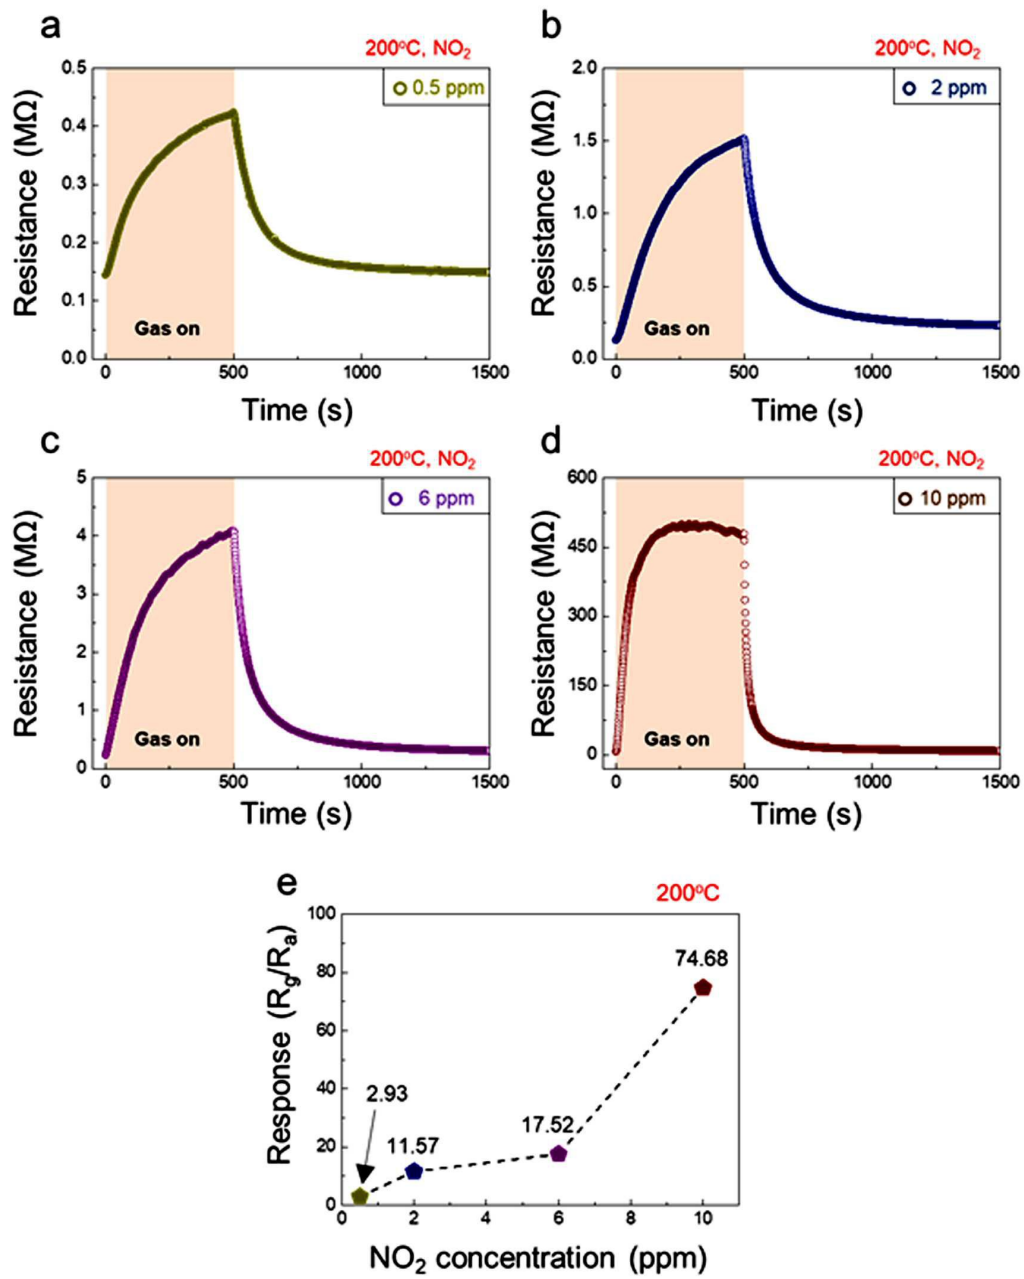 a
200°C, NO₂
0.5 ppm
0.5
0.4
0.3
0.2
0.1
0.0
Resistance (MΩ)
Gas on
0 500 1000 1500
Time (s)
b
200°C, NO₂
2 ppm
2.0
1.5
1.0
0.5
0.0
Resistance (MΩ)
Gas on
0 500 1000 1500
Time (s)
c
200°C, NO₂
6 ppm
5
4
3
2
1
0
Resistance (MΩ)
Gas on
0 500 1000 1500
Time (s)
d
200°C, NO₂
10 ppm
600
450
300
150
0
Resistance (MΩ)
Gas on
0 500 1000 1500
Time (s)
e
200°C
100
80
60
40
20
0
Response (Rg/Ra)
74.68
2.93
17.52
11.57
0 2 4 6 8 10
NO₂ concentration (ppm)